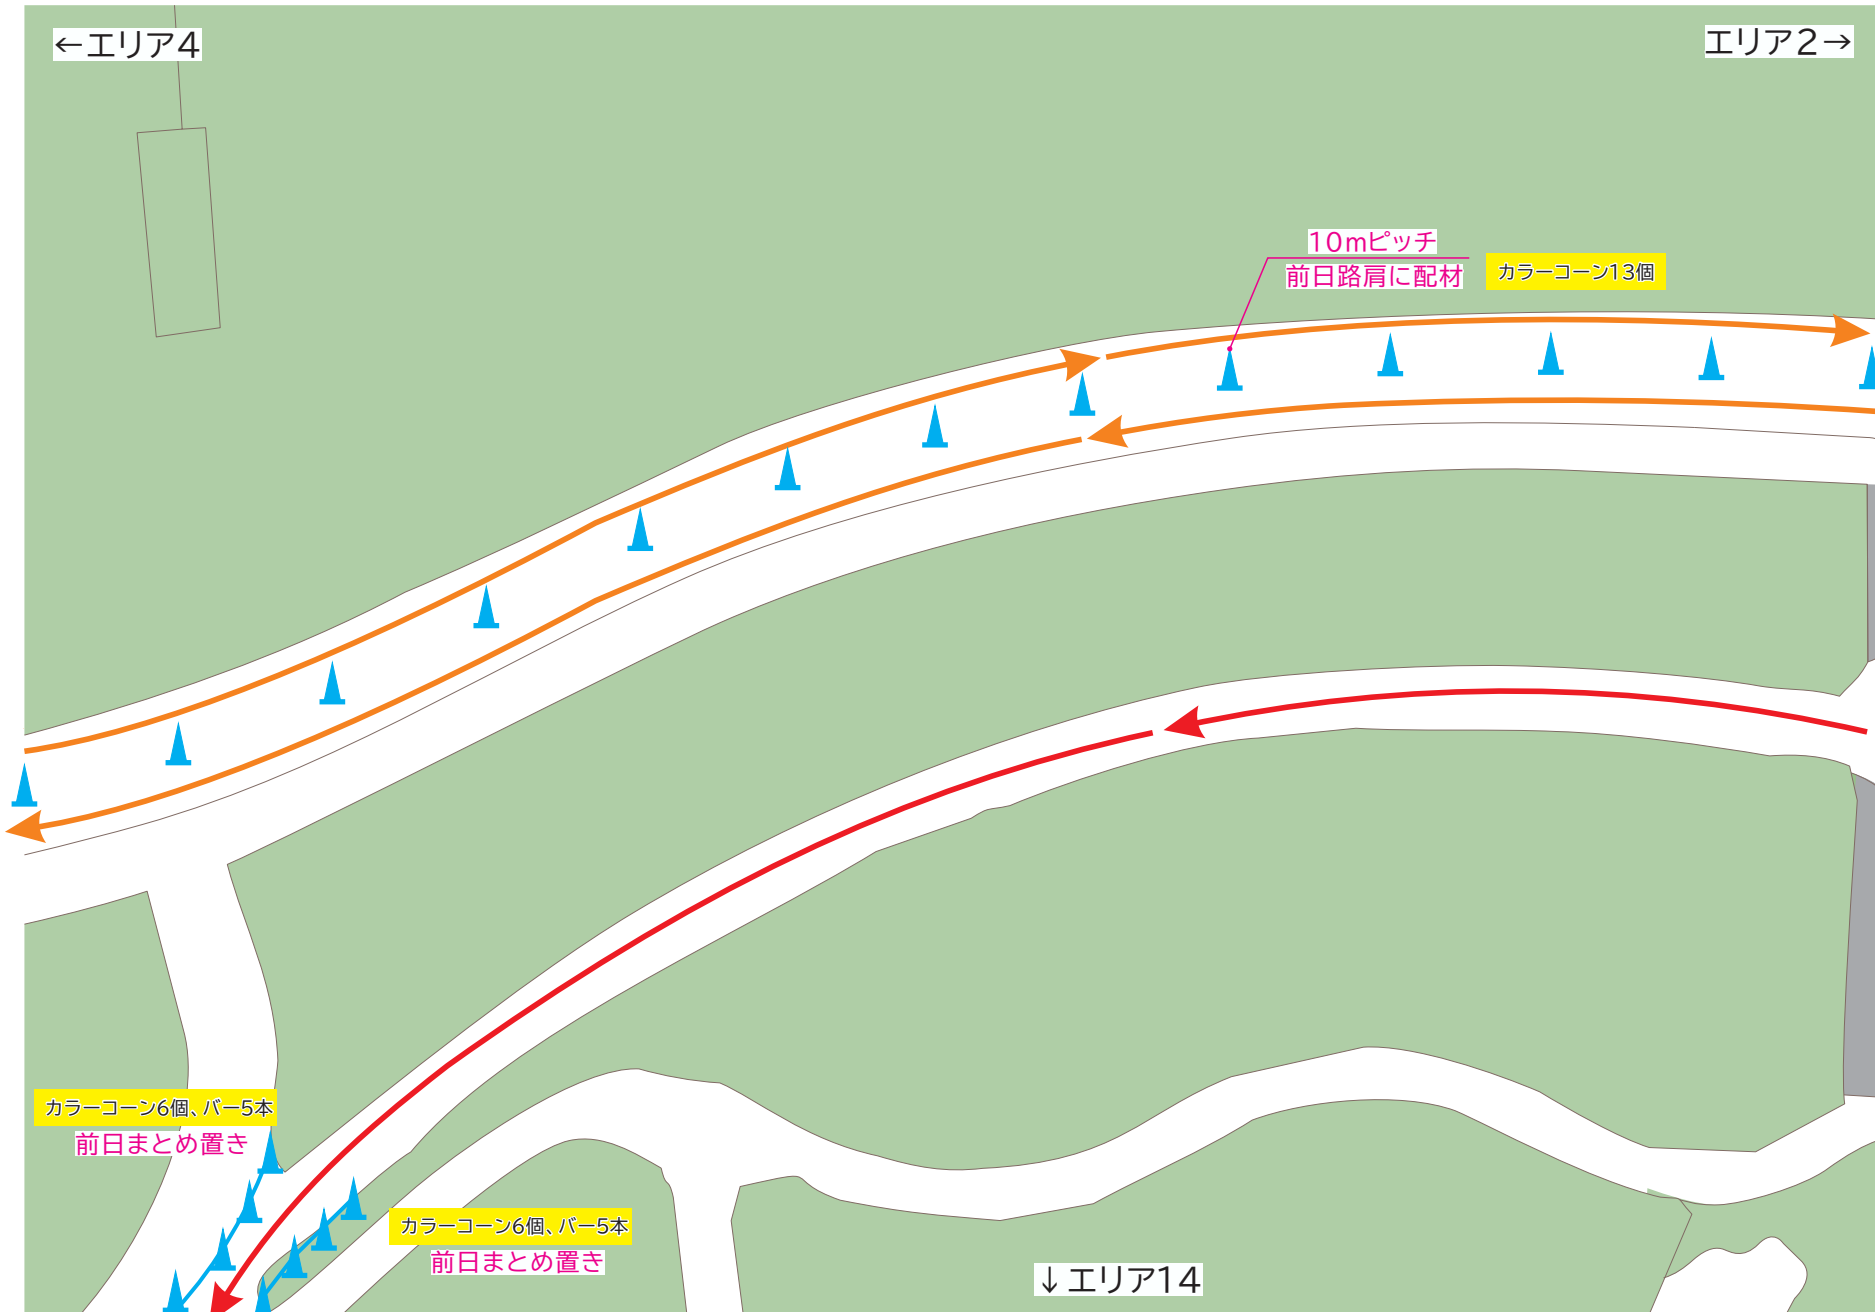 ←エリア4
エリア2→
10mピッチ
前日路肩に配材
カラーコーン13個
カラーコーン6個、バー5本
前日まとめ置き
カラーコーン6個、バー5本
前日まとめ置き
↓エリア14